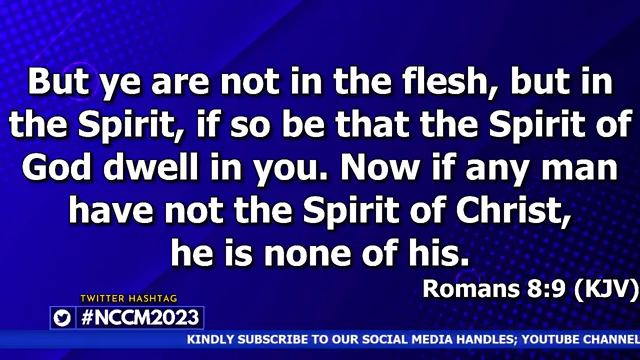 But ye are not in the flesh, but in
the Spirit, if so be that the Spirit of
God dwell in you. Now if any man
have not the Spirit of Christ,
he is none of his.
Romans 8:9 (KJV)
TWITTER HASHTAG
#NCCM2023
KINDLY SUBSCRIBE TO OUR SOCIAL MEDIA HANDLES; YOUTUBE CHANNEL